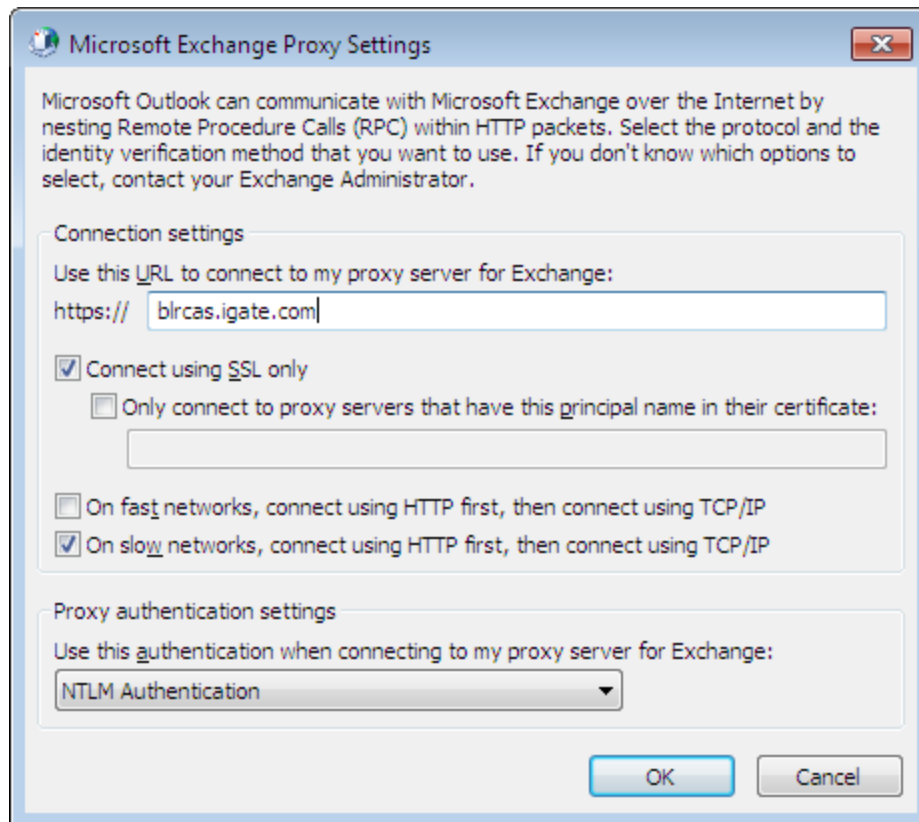 Microsoft Exchange Proxy Settings
Microsoft Outlook can communicate with Microsoft Exchange over the Internet by
nesting Remote Procedure Calls (RPC) within HTTP packets. Select the protocol and the
identity verification method that you want to use. If you don't know which options to
select, contact your Exchange Administrator.
Connection settings
Use this URL to connect to my proxy server for Exchange:
https:// blrcas.igate.com
Connect using SSL only
Only connect to proxy servers that have this principal name in their certificate:
On fast networks, connect using HTTP first, then connect using TCP/IP
On slow networks, connect using HTTP first, then connect using TCP/IP
Proxy authentication settings
Use this authentication when connecting to my proxy server for Exchange:
NTLM Authentication
OK Cancel